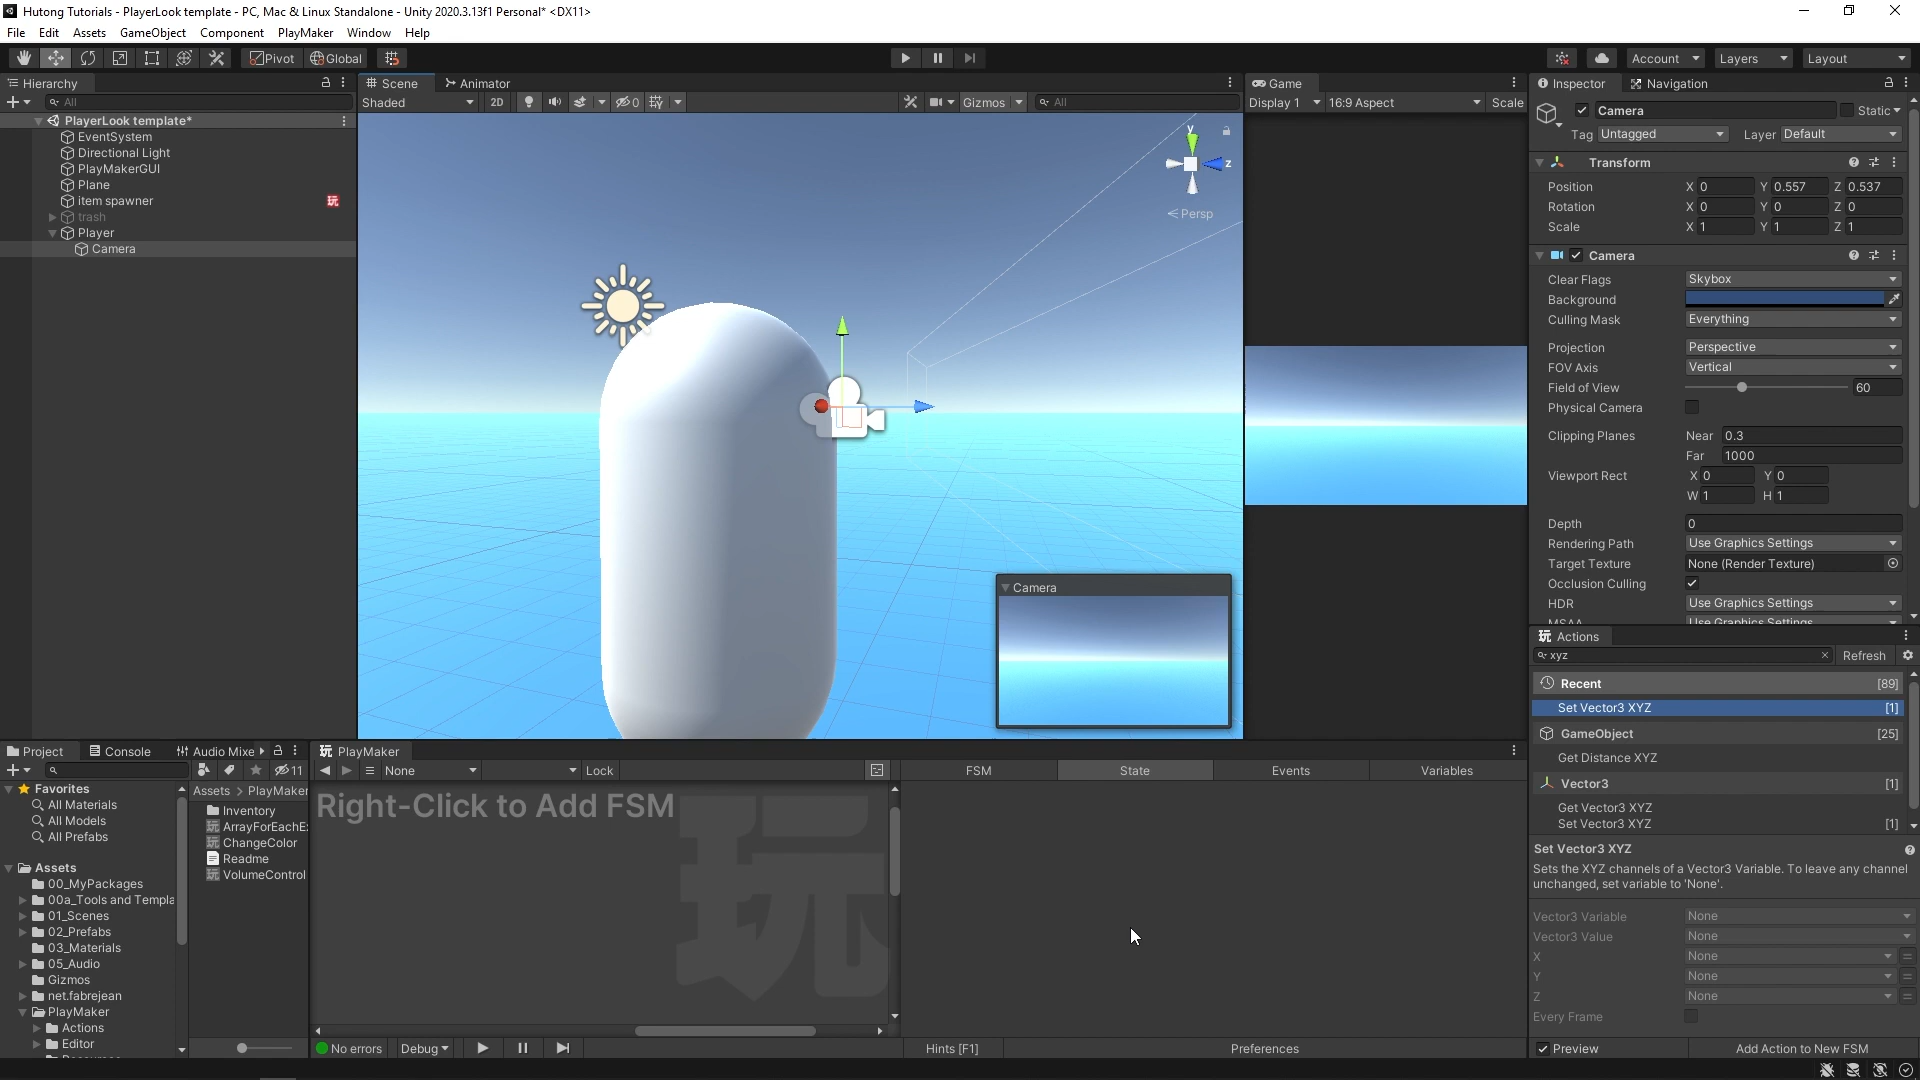 Hutong Tutorials - PlayerLook template - PC, Mac & Linux Standalone - Unity 2020.3.13f1 Personal* <DX11>
File Edit Assets GameObject Component PlayMaker Window Help
Pivot Global Account Layers Layout
Hierarchy
All
PlayerLook template*
EventSystem
Directional Light
PlayMakerGUI
Plane
item spawner 玩
trash
Player
Camera
Scene Animator
Shaded 2D 0 Gizmos All
y
z
Persp
Camera
Game
Display 1 16:9 Aspect Scale
Inspector Navigation
Camera Static
Tag Untagged Layer Default
Transform
Position X 0 Y 0.557 Z 0.537
Rotation X 0 Y 0 Z 0
Scale X 1 Y 1 Z 1
Camera
Clear Flags Skybox
Background
Culling Mask Everything
Projection Perspective
FOV Axis Vertical
Field of View 60
Physical Camera
Clipping Planes Near 0.3
Far 1000
Viewport Rect X 0 Y 0
W 1 H 1
Depth 0
Rendering Path Use Graphics Settings
Target Texture None (Render Texture)
Occlusion Culling
HDR Use Graphics Settings
MSAA Use Graphics Settings
玩 Actions
xyz Refresh
Recent [89]
Set Vector3 XYZ [1]
GameObject [25]
Get Distance XYZ
Vector3 [1]
Get Vector3 XYZ
Set Vector3 XYZ [1]
Set Vector3 XYZ
Sets the XYZ channels of a Vector3 Variable. To leave any channel
unchanged, set variable to 'None'.
Vector3 Variable None
Vector3 Value None
X None
Y None
Z None
Every Frame
Preview Add Action to New FSM
Project Console Audio Mixe
11
Favorites
All Materials
All Models
All Prefabs
Assets
00_MyPackages
00a_Tools and Templa
01_Scenes
02_Prefabs
03_Materials
05_Audio
Gizmos
net.fabrejean
PlayMaker
Actions
Editor
Assets > PlayMaker
Inventory
ArrayForEachE
ChangeColor
Readme
VolumeControl
玩 PlayMaker
None Lock
FSM State Events Variables
Right-Click to Add FSM
玩
No errors Debug Hints [F1] Preferences